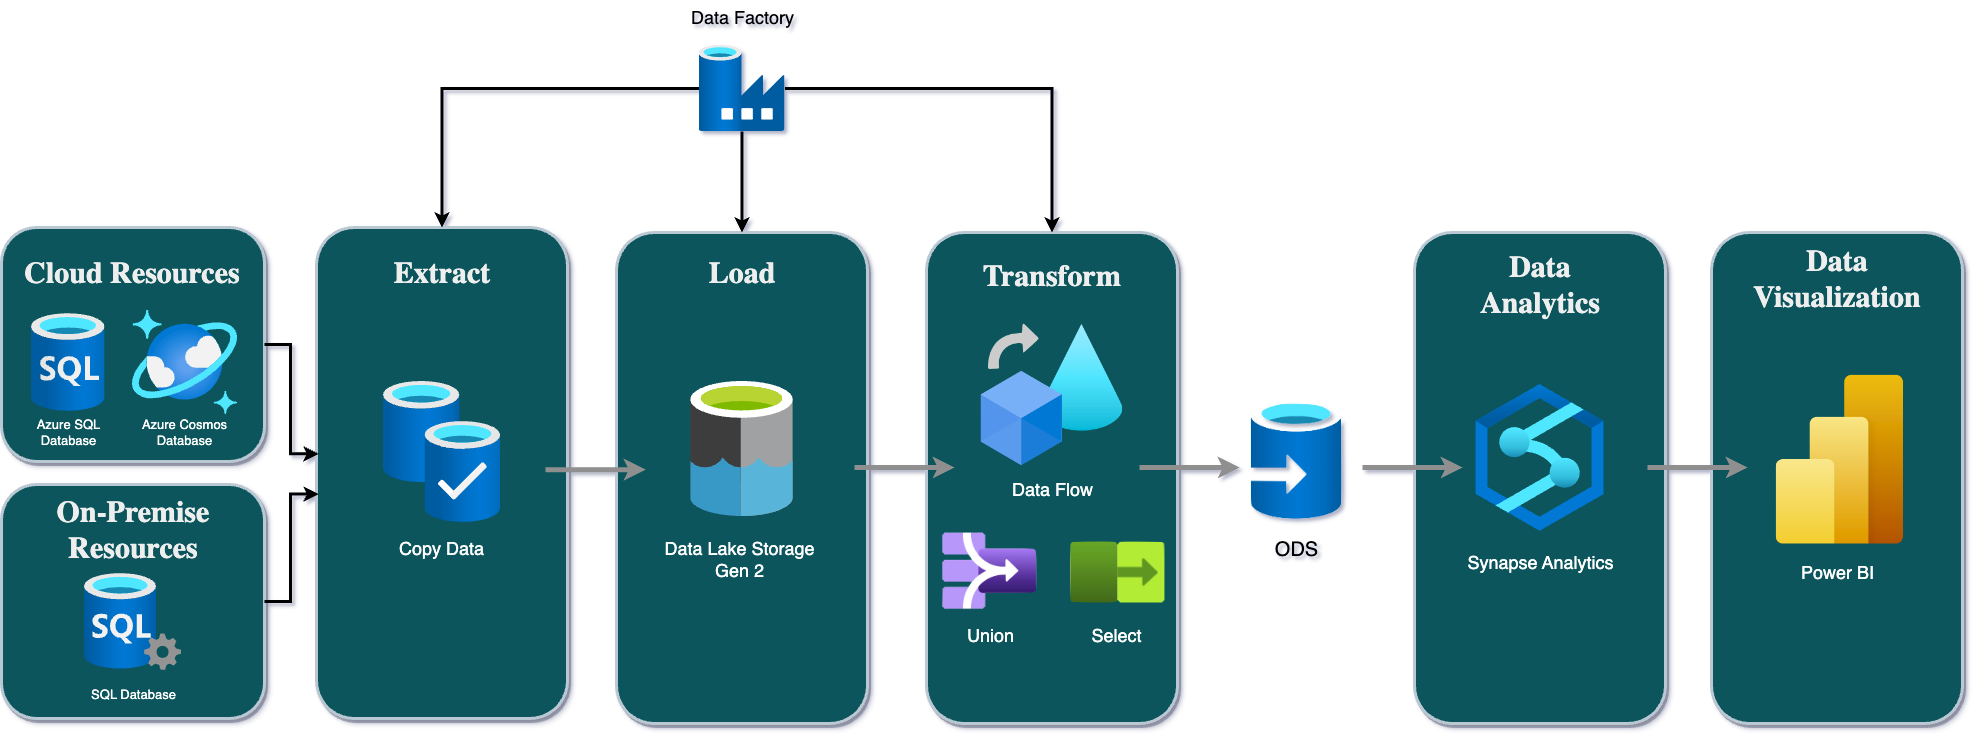 Data Factory
Cloud Resources
SQL
Azure SQL
Database
Azure Cosmos
Database
On-Premise
Resources
SQL
SQL Database
Extract
Copy Data
Load
Data Lake Storage
Gen 2
Transform
Data Flow
Union
Select
ODS
Data
Analytics
Synapse Analytics
Data
Visualization
Power BI